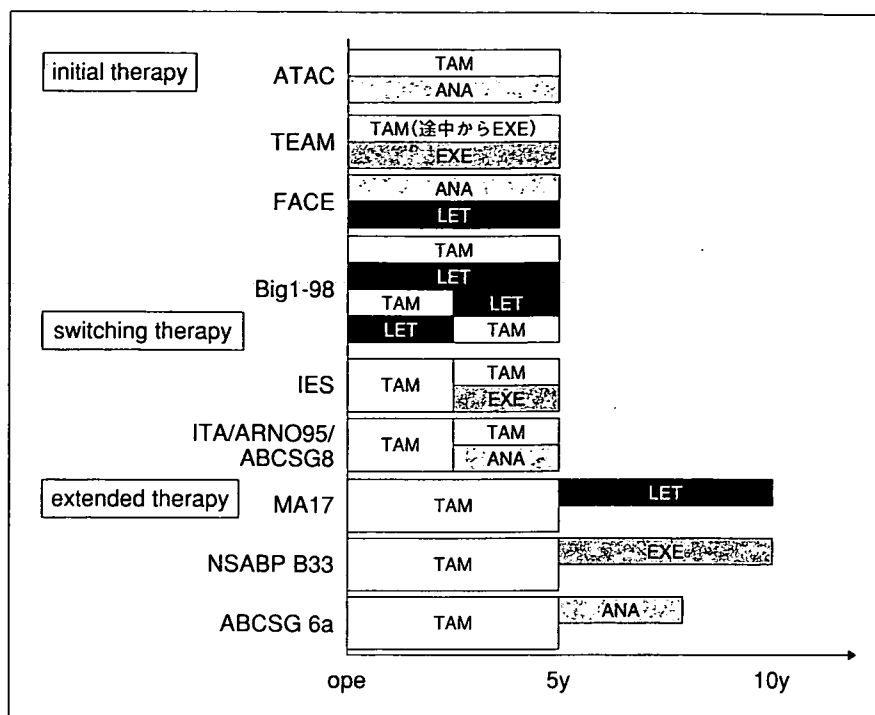 initial therapy
ATAC
TAM
ANA
TEAM
TAM(途中からEXE)
EXE
FACE
ANA
LET
Big1-98
TAM
LET
TAM LET
LET TAM
switching therapy
IES
TAM
TAM
EXE
ITA/ARNO95/
ABCSG8
TAM
TAM
ANA
extended therapy
MA17
TAM
LET
NSABP B33
TAM
EXE
ABCSG 6a
TAM
ANA
ope 5y 10y